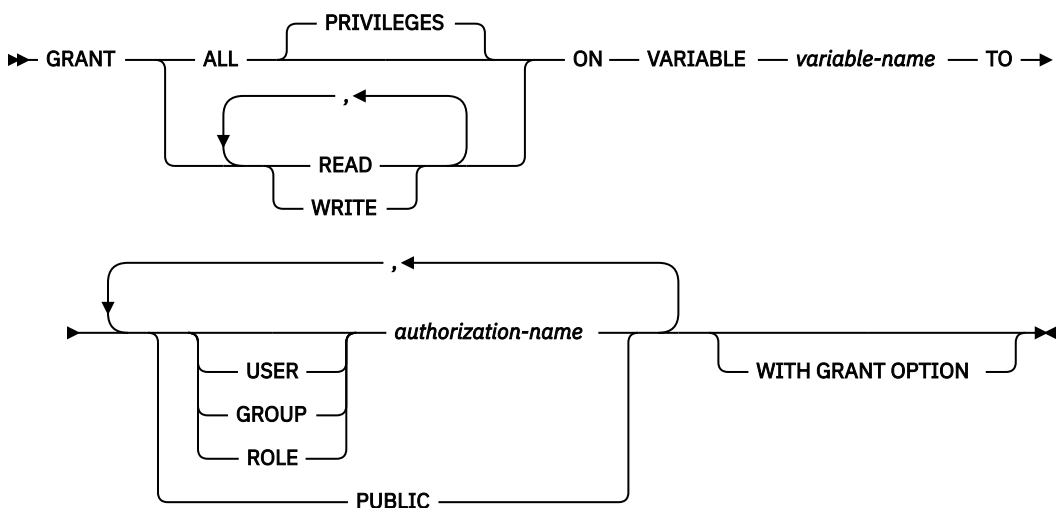 PRIVILEGES
GRANT ALL ON VARIABLE variable-name TO
,
READ
WRITE
,
authorization-name
USER
WITH GRANT OPTION
GROUP
ROLE
PUBLIC